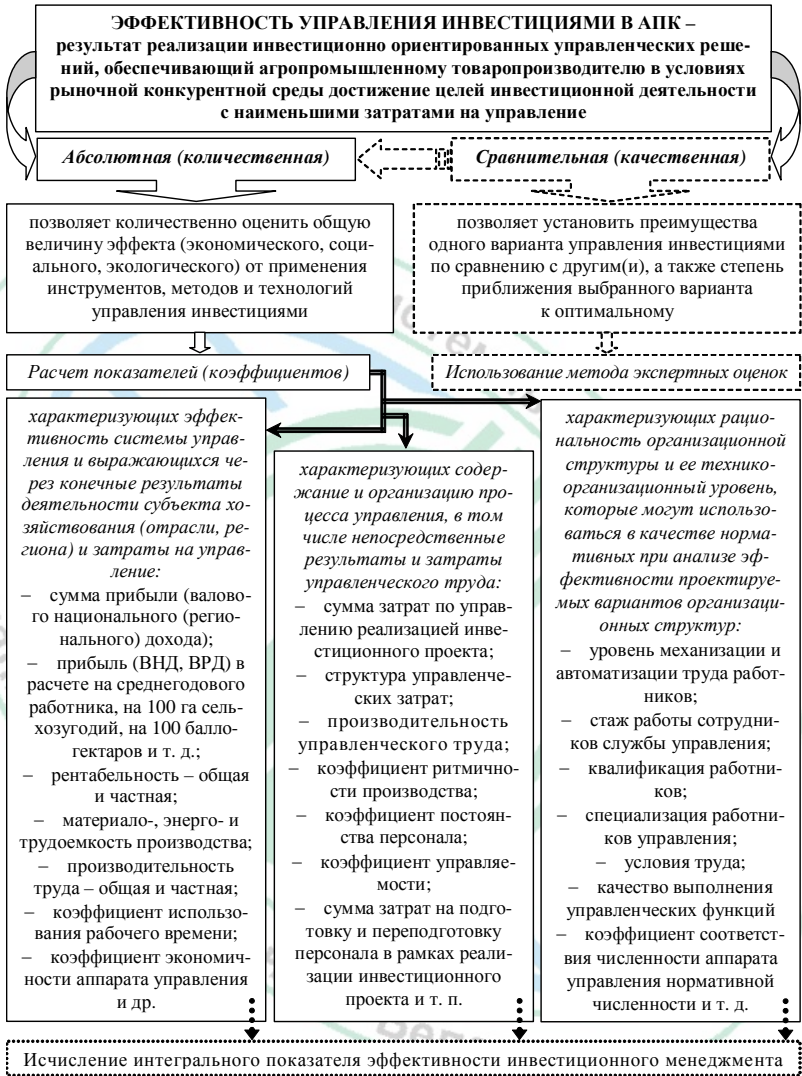 ЭФФЕКТИВНОСТЬ УПРАВЛЕНИЯ ИНВЕСТИЦИЯМИ В АПК –
результат реализации инвестиционно ориентированных управленческих реше-
ний, обеспечивающий агропромышленному товаропроизводителю в условиях
рыночной конкурентной среды достижение целей инвестиционной деятельности
с наименьшими затратами на управление
Абсолютная (количественная)
Сравнительная (качественная)
позволяет количественно оценить общую
величину эффекта (экономического, соци-
ального, экологического) от применения
инструментов, методов и технологий
управления инвестициями
позволяет установить преимущества
одного варианта управления инвестициями
по сравнению с другим(и), а также степень
приближения выбранного варианта
к оптимальному
Расчет показателей (коэффициентов)
Использование метода экспертных оценок
характеризующих эффек-
тивность системы управ-
ления и выражающихся че-
рез конечные результаты
деятельности субъекта хо-
зяйствования (отрасли, ре-
гиона) и затраты на управ-
ление:
– сумма прибыли (валово-
го национального (регио-
нального) дохода);
– прибыль (ВНД, ВРД) в
расчете на среднегодового
работника, на 100 га сель-
хозугодий, на 100 балло-
гектаров и т. д.;
– рентабельность – общая
и частная;
– материало-, энерго- и
трудоемкость производства;
– производительность
труда – общая и частная;
– коэффициент использо-
вания рабочего времени;
– коэффициент экономич-
ности аппарата управления
и др.
характеризующих содер-
жание и организацию про-
цесса управления, в том
числе непосредственные
результаты и затраты
управленческого труда:
– сумма затрат по управ-
лению реализацией инве-
стиционного проекта;
– структура управленче-
ских затрат;
– производительность
управленческого труда;
– коэффициент ритмично-
сти производства;
– коэффициент постоян-
ства персонала;
– коэффициент управляе-
мости;
– сумма затрат на подго-
товку и переподготовку
персонала в рамках реали-
зации инвестиционного
проекта и т. п.
характеризующих рацио-
нальность организационной
структуры и ее технико-
организационный уровень,
которые могут использо-
ваться в качестве норма-
тивных при анализе эф-
фективности проектируе-
мых вариантов организаци-
онных структур:
– уровень механизации и
автоматизации труда работ-
ников;
– стаж работы сотрудни-
ков службы управления;
– квалификация работни-
ков;
– специализация работни-
ков управления;
– условия труда;
– качество выполнения
управленческих функций
– коэффициент соответст-
вия численности аппарата
управления нормативной
численности и т. д.
Исчисление интегрального показателя эффективности инвестиционного менеджмента